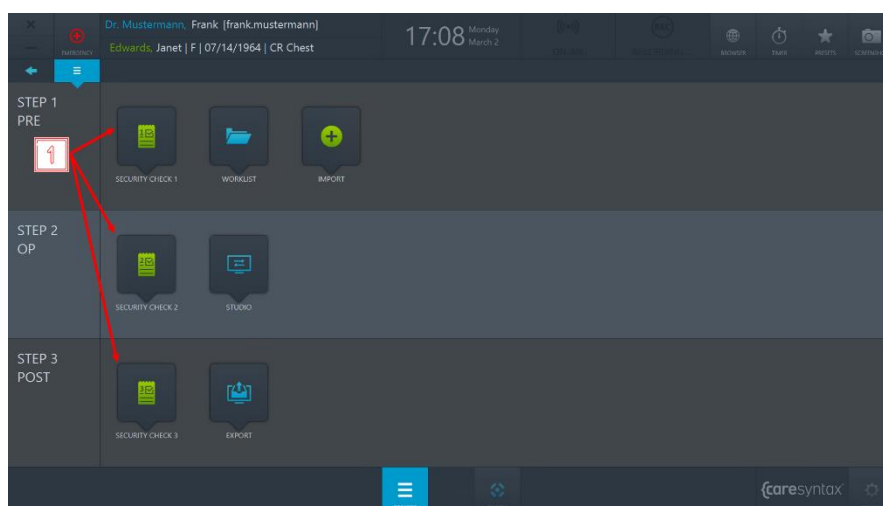 Dr. Mustermann, Frank [frank.mustermann]
Edwards, Janet | F | 07/14/1964 | CR Chest
17:08 Monday
March 2
EMERGENCY
BROWSER
TIMER
PRESETS
STEP 1
PRE
1
SECURITY CHECK 1
WORKLIST
IMPORT
STEP 2
OP
SECURITY CHECK 2
STUDIO
STEP 3
POST
SECURITY CHECK 3
EXPORT
{caresyntax